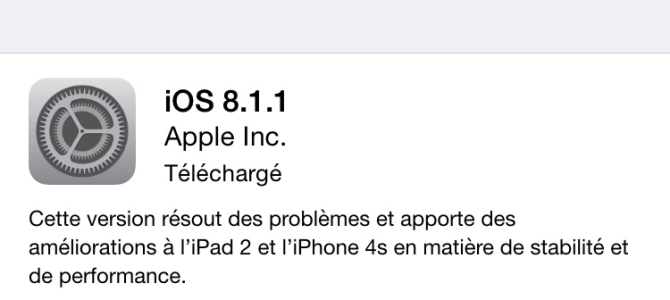 iOS 8.1.1
Apple Inc.
Téléchargé
Cette version résout des problèmes et apporte des
améliorations à l'iPad 2 et l'iPhone 4s en matière de stabilité et
de performance.